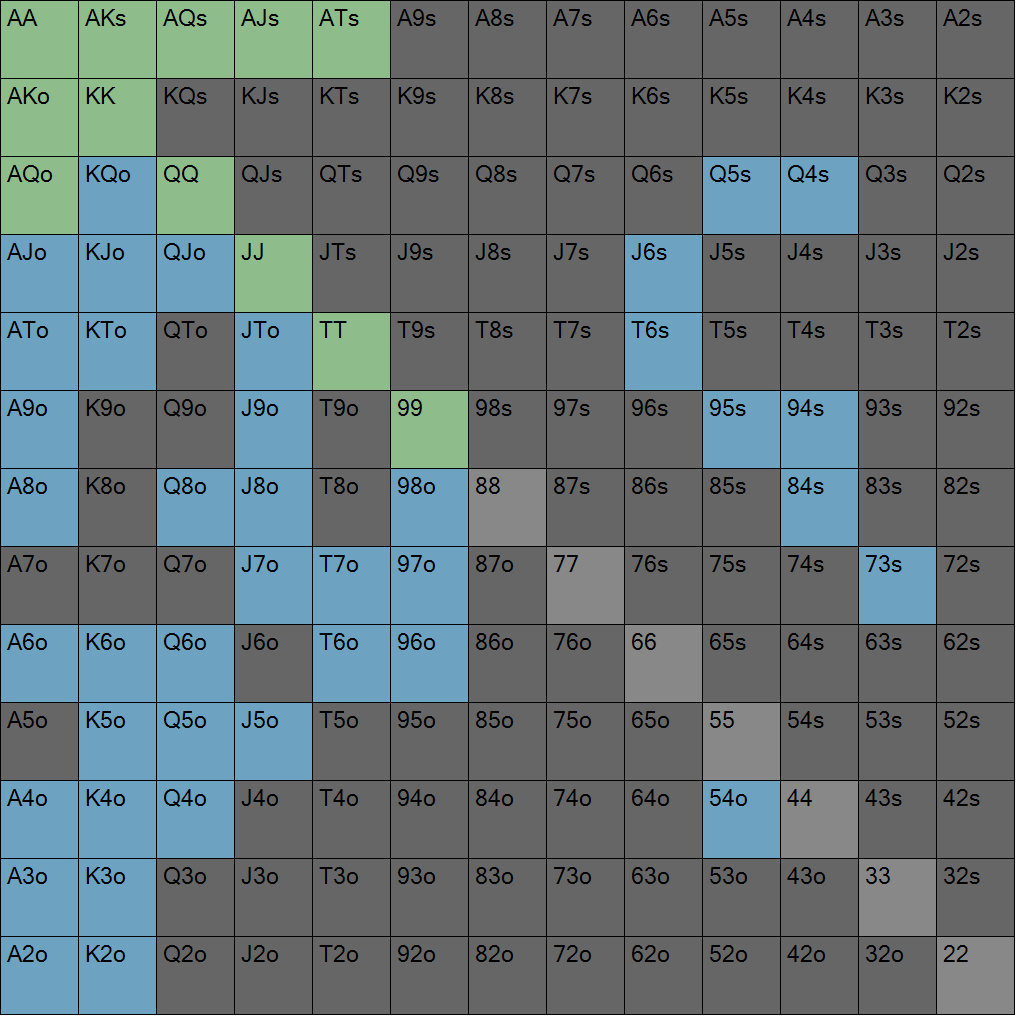 AA AKs AQs AJs ATs A9s A8s A7s A6s A5s A4s A3s A2s
AKo KK KQs KJs KTs K9s K8s K7s K6s K5s K4s K3s K2s
AQo KQo QQ QJs QTs Q9s Q8s Q7s Q6s Q5s Q4s Q3s Q2s
AJo KJo QJo JJ JTs J9s J8s J7s J6s J5s J4s J3s J2s
ATo KTo QTo JTo TT T9s T8s T7s T6s T5s T4s T3s T2s
A9o K9o Q9o J9o T9o 99 98s 97s 96s 95s 94s 93s 92s
A8o K8o Q8o J8o T8o 98o 88 87s 86s 85s 84s 83s 82s
A7o K7o Q7o J7o T7o 97o 87o 77 76s 75s 74s 73s 72s
A6o K6o Q6o J6o T6o 96o 86o 76o 66 65s 64s 63s 62s
A5o K5o Q5o J5o T5o 95o 85o 75o 65o 55 54s 53s 52s
A4o K4o Q4o J4o T4o 94o 84o 74o 64o 54o 44 43s 42s
A3o K3o Q3o J3o T3o 93o 83o 73o 63o 53o 43o 33 32s
A2o K2o Q2o J2o T2o 92o 82o 72o 62o 52o 42o 32o 22